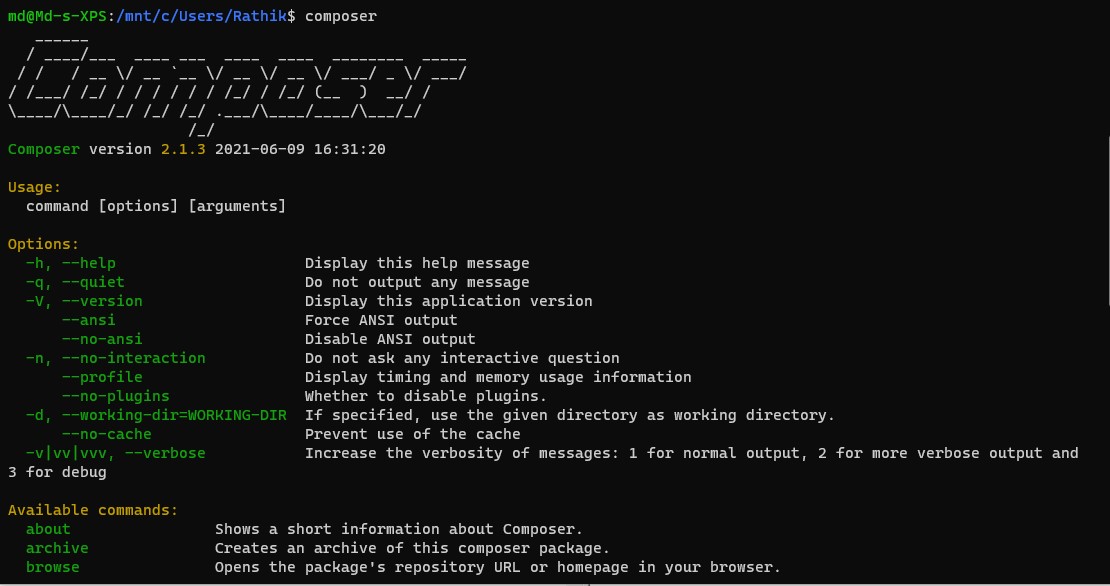 md@Md-s-XPS:/mnt/c/Users/Rathik$ composer
   ______
  / ____/___  ____ ___  ____  ____  ________  _____
 / /   / __ \/ __ `__ \/ __ \/ __ \/ ___/ _ \/ ___/
/ /___/ /_/ / / / / / / /_/ / /_/ (__  )  __/ /
\____/\____/_/ /_/ /_/ .___/\____/____/\___/_/
                    /_/
Composer version 2.1.3 2021-06-09 16:31:20

Usage:
  command [options] [arguments]

Options:
  -h, --help                     Display this help message
  -q, --quiet                    Do not output any message
  -V, --version                  Display this application version
      --ansi                     Force ANSI output
      --no-ansi                  Disable ANSI output
  -n, --no-interaction           Do not ask any interactive question
      --profile                  Display timing and memory usage information
      --no-plugins               Whether to disable plugins.
  -d, --working-dir=WORKING-DIR  If specified, use the given directory as working directory.
      --no-cache                 Prevent use of the cache
  -v|vv|vvv, --verbose           Increase the verbosity of messages: 1 for normal output, 2 for more verbose output and
3 for debug

Available commands:
  about                Shows a short information about Composer.
  archive              Creates an archive of this composer package.
  browse               Opens the package's repository URL or homepage in your browser.